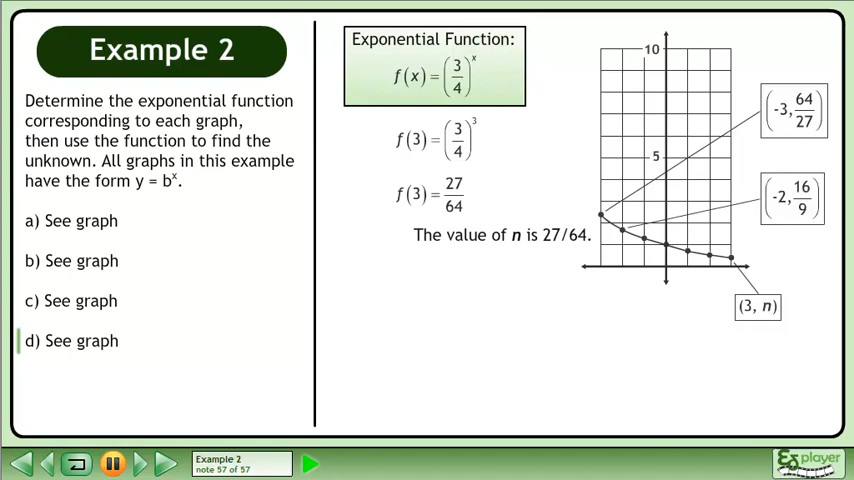 Example 2
Determine the exponential function
corresponding to each graph,
then use the function to find the
unknown. All graphs in this example
have the form y = bˣ.
a) See graph
b) See graph
c) See graph
d) See graph
Exponential Function:
f(x) = (3/4)ˣ
f(3) = (3/4)³
f(3) = 27/64
The value of n is 27/64.
10
5
(-3, 64/27)
(-2, 16/9)
(3, n)
Example 2
note 57 of 57
player